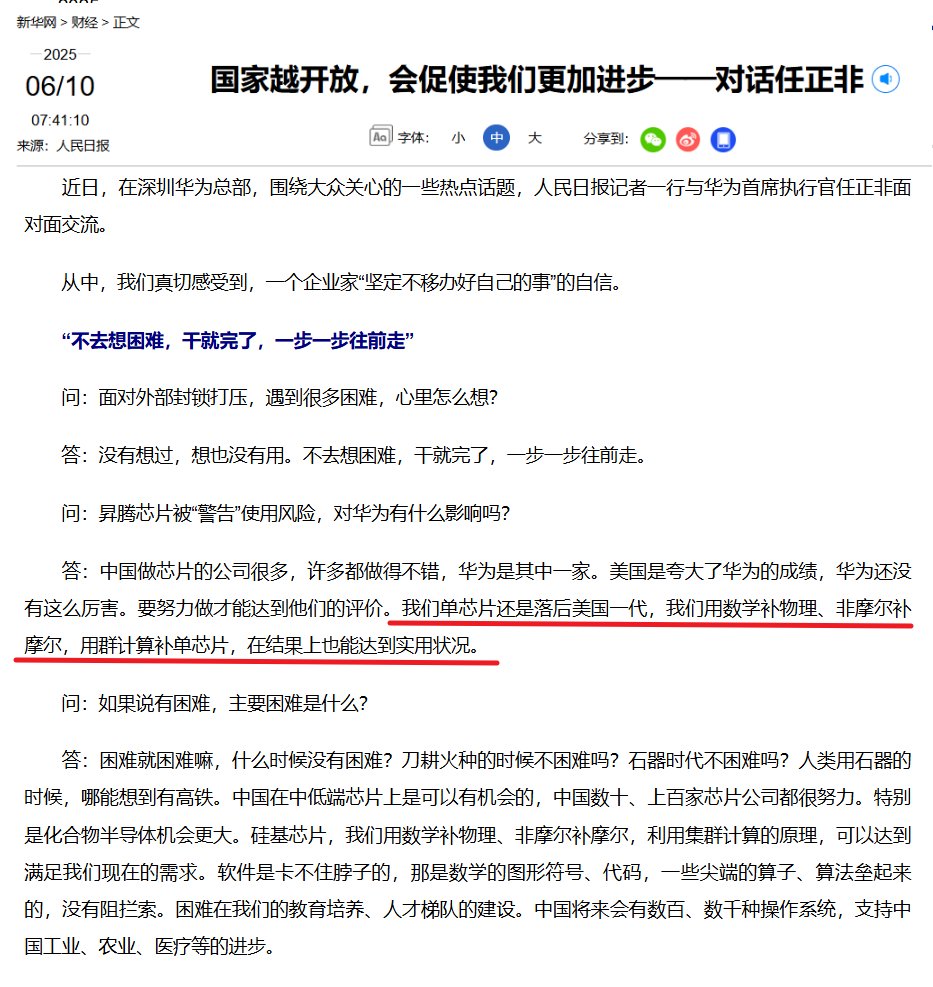 新华网 > 财经 > 正文
2025
06/10
07:41:10
来源：人民日报
国家越开放，会促使我们更加进步——对话任正非
Aa 字体： 小 中 大 分享到：
近日，在深圳华为总部，围绕大众关心的一些热点话题，人民日报记者一行与华为首席执行官任正非面
对面交流。
从中，我们真切感受到，一个企业家“坚定不移办好自己的事”的自信。
“不去想困难，干就完了，一步一步往前走”
问：面对外部封锁打压，遇到很多困难，心里怎么想？
答：没有想过，想也没有用。不去想困难，干就完了，一步一步往前走。
问：昇腾芯片被“警告”使用风险，对华为有什么影响吗？
答：中国做芯片的公司很多，许多都做得不错，华为是其中一家。美国是夸大了华为的成绩，华为还没
有这么厉害。要努力做才能达到他们的评价。我们单芯片还是落后美国一代，我们用数学补物理、非摩尔补
摩尔，用群计算补单芯片，在结果上也能达到实用状况。
问：如果说有困难，主要困难是什么？
答：困难就困难嘛，什么时候没有困难？刀耕火种的时候不困难吗？石器时代不困难吗？人类用石器的
时候，哪能想到有高铁。中国在中低端芯片上是可以有机会的，中国数十、上百家芯片公司都很努力。特别
是化合物半导体机会更大。硅基芯片，我们用数学补物理、非摩尔补摩尔，利用集群计算的原理，可以达到
满足我们现在的需求。软件是卡不住脖子的，那是数学的图形符号、代码，一些尖端的算子、算法垒起来
的，没有阻拦索。困难在我们的教育培养、人才梯队的建设。中国将来会有数百、数千种操作系统，支持中
国工业、农业、医疗等的进步。